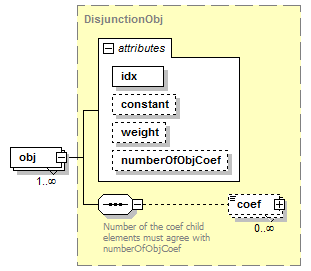 DisjunctionObj
attributes
idx
constant
weight
numberOfObjCoef
obj
1..∞
coef
0..∞
Number of the coef child
elements must agree with
numberOfObjCoef